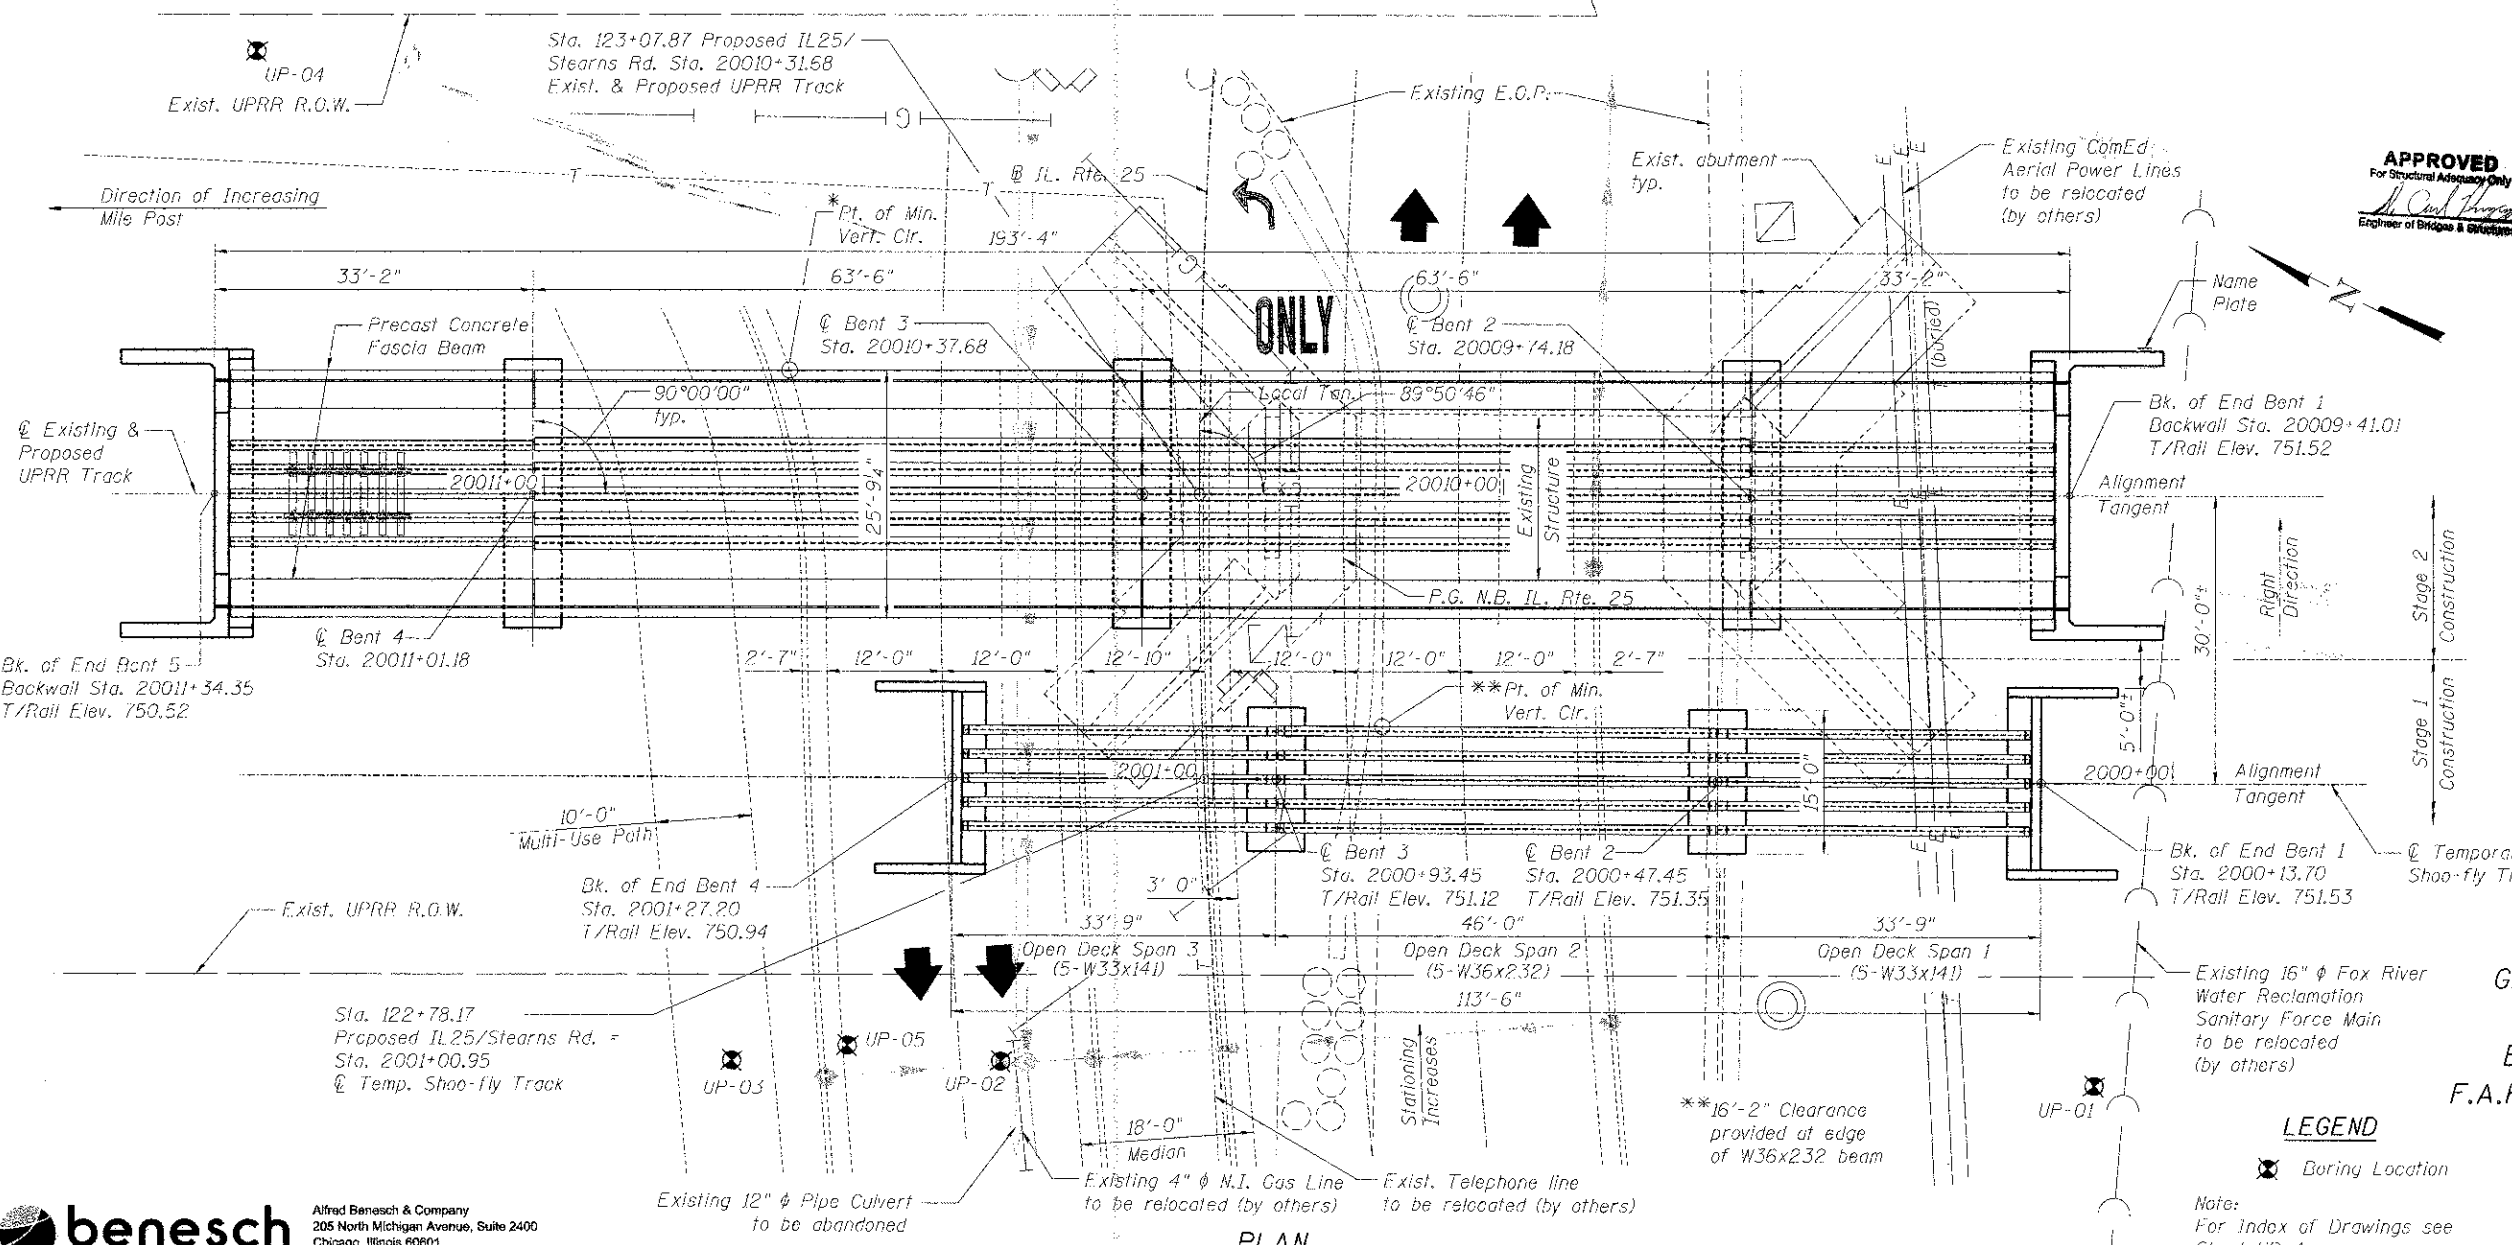 Sta. 123+07.87 Proposed IL25/
Stearns Rd. Sta. 20010+31.68
Exist. & Proposed UPRR Track
UP-04
Exist. UPRR R.O.W.
Existing E.O.P.
G
T
T
Direction of Increasing
Mile Post
℄ IL. Rte. 25
Exist. abutment
typ.
Existing ComEd
Aerial Power Lines
to be relocated
(by others)
APPROVED
For Structural Adequacy Only
Engineer of Bridges & Structures
*Pt. of Min.
Vert. Clr.
193'-4"
33'-2"
63'-6"
63'-6"
33'-2"
Name
Plate
N
Precast Concrete
Fascia Beam
℄ Bent 3
Sta. 20010+37.68
ONLY
℄ Bent 2
Sta. 20009+74.18
(buried)
90°00'00"
typ.
Local Tan.
89°50'46"
℄ Existing &
Proposed
UPRR Track
Bk. of End Bent 1
Backwall Sta. 20009+41.01
T/Rail Elev. 751.52
20011+00
25'-9¼"
20010+00
Existing
Structure
Alignment
Tangent
P.G. N.B. IL. Rte. 25
30'-0"±
Right
Direction
Stage 2
Construction
℄ Bent 4
Sta. 20011+01.18
Bk. of End Bent 5
Backwall Sta. 20011+34.35
T/Rail Elev. 750.52
2'-7"
12'-0"
12'-0"
12'-10"
12'-0"
12'-0"
12'-0"
2'-7"
**Pt. of Min.
Vert. Clr.
5'-0"±
Stage 1
Construction
2001+00
15'-0"
2000+00
Alignment
Tangent
10'-0"
Multi-Use Path
Bk. of End Bent 4
Sta. 2001+27.20
T/Rail Elev. 750.94
3'-0"
℄ Bent 3
Sta. 2000+93.45
T/Rail Elev. 751.12
℄ Bent 2
Sta. 2000+47.45
T/Rail Elev. 751.35
Bk. of End Bent 1
Sta. 2000+13.70
T/Rail Elev. 751.53
℄ Tempora
Shoo-fly T
Exist. UPRR R.O.W.
33'-9"
46'-0"
33'-9"
Open Deck Span 3
(5-W33x141)
Open Deck Span 2
(5-W36x232)
Open Deck Span 1
(5-W33x141)
113'-6"
Existing 16" ϕ Fox River
Water Reclamation
Sanitary Force Main
to be relocated
(by others)
Sta. 122+78.17
Proposed IL25/Stearns Rd. =
Sta. 2001+00.95
℄ Temp. Shoo-fly Track
UP-05
UP-03
UP-02
Stationing
Increases
**16'-2" Clearance
provided at edge
of W36x232 beam
UP-01
F.A.
LEGEND
Boring Location
18'-0"
Median
Existing 12" ϕ Pipe Culvert
to be abandoned
Existing 4" ϕ N.I. Gas Line
to be relocated (by others)
Exist. Telephone line
to be relocated (by others)
Note:
For Index of Drawings see
PLAN
benesch
Alfred Benesch & Company
205 North Michigan Avenue, Suite 2400
Chicago, Illinois 60601